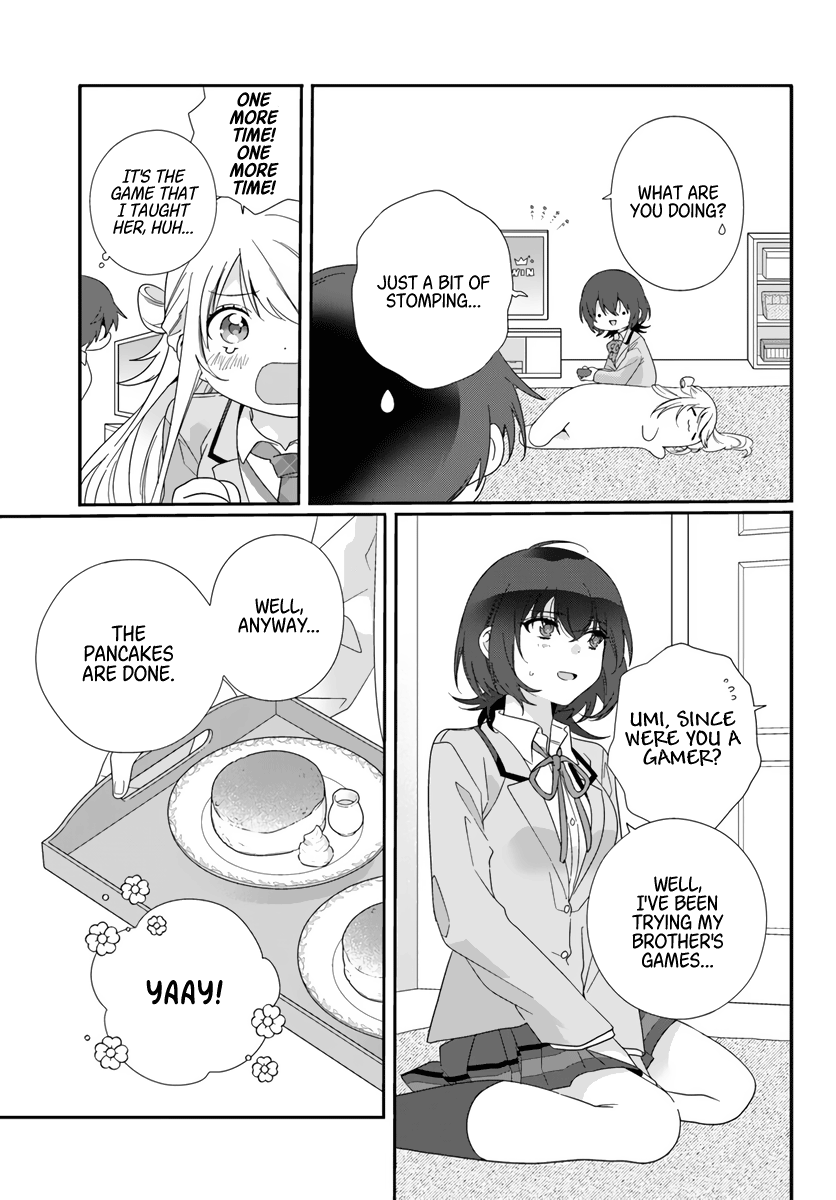 WHAT ARE
YOU DOING?
WIN
JUST A BIT OF
STOMPING...
ONE
MORE
TIME!
ONE
MORE
TIME!
IT'S THE
GAME THAT
I TAUGHT
HER, HUH...
UMI, SINCE
WERE YOU A
GAMER?
WELL,
I'VE BEEN
TRYING MY
BROTHER'S
GAMES...
WELL,
ANYWAY...
THE
PANCAKES
ARE DONE.
YAAY!